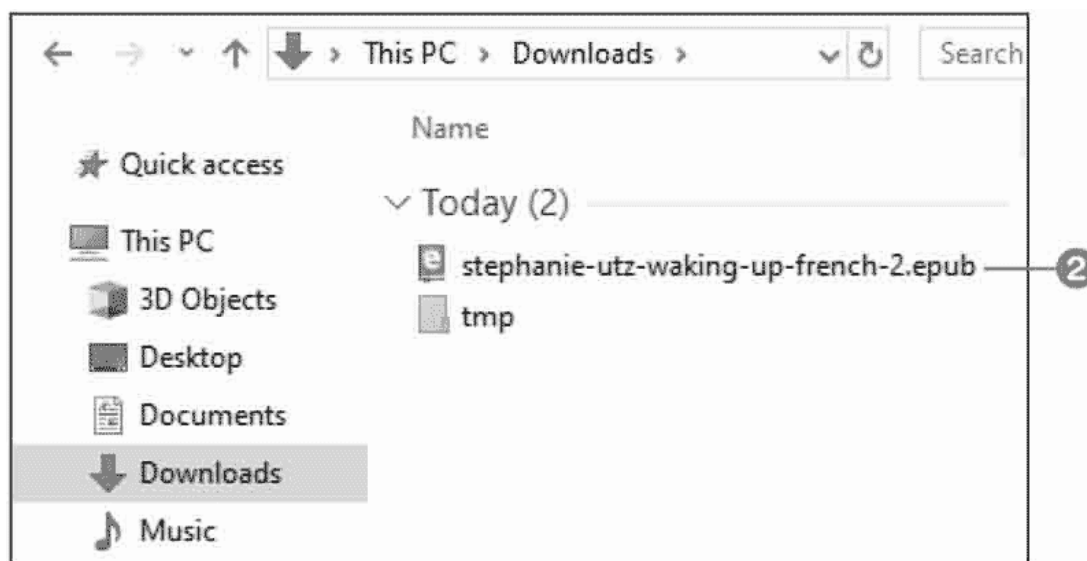 This PC > Downloads >
Search
Name
Quick access
Today (2)
This PC
stephanie-utz-waking-up-french-2.epub
2
3D Objects
tmp
Desktop
Documents
Downloads
Music